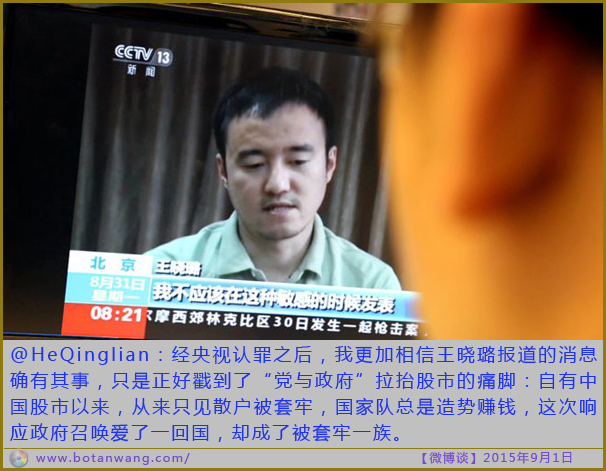 CCTV 13
新闻
北京
王晓璐
8月31日
星期一
我不应该在这种敏感的时候发表
08:21
摩西郊林克比区30日发生一起枪击案
@HeQinglian：经央视认罪之后，我更加相信王晓璐报道的消息
确有其事，只是正好戳到了“党与政府”拉抬股市的痛脚：自有中
国股市以来，从来只见散户被套牢，国家队总是造势赚钱，这次响
应政府召唤爱了一回国，却成了被套牢一族。
www.botanwang.com/
【微博谈】2015年9月1日